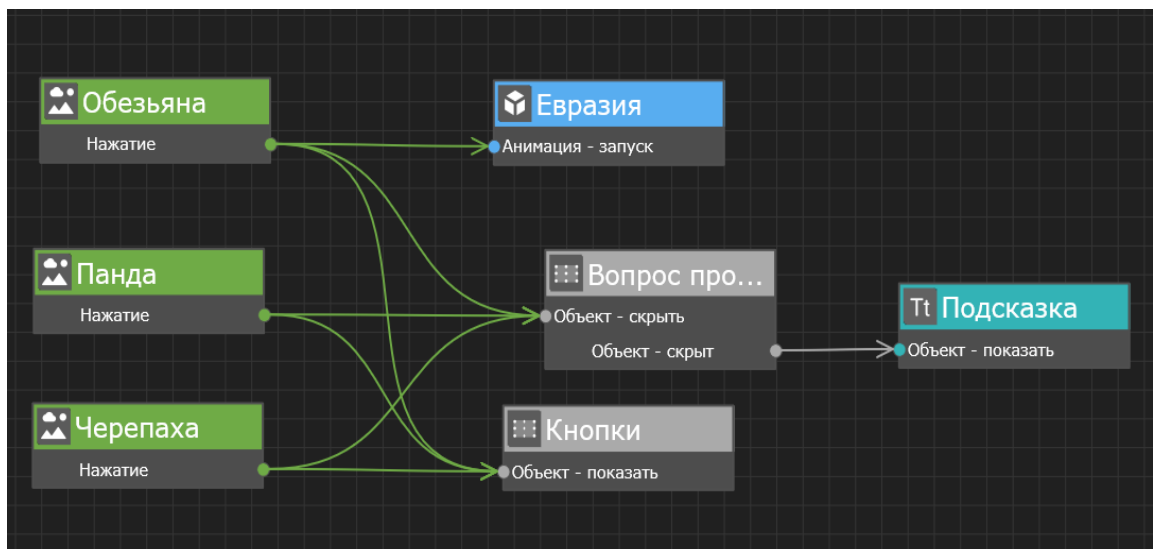 Обезьяна
Нажатие
Евразия
Анимация - запуск
Панда
Нажатие
Вопрос про...
Объект - скрыть
Объект - скрыт
Tt Подсказка
Объект - показать
Черепаха
Нажатие
Кнопки
Объект - показать